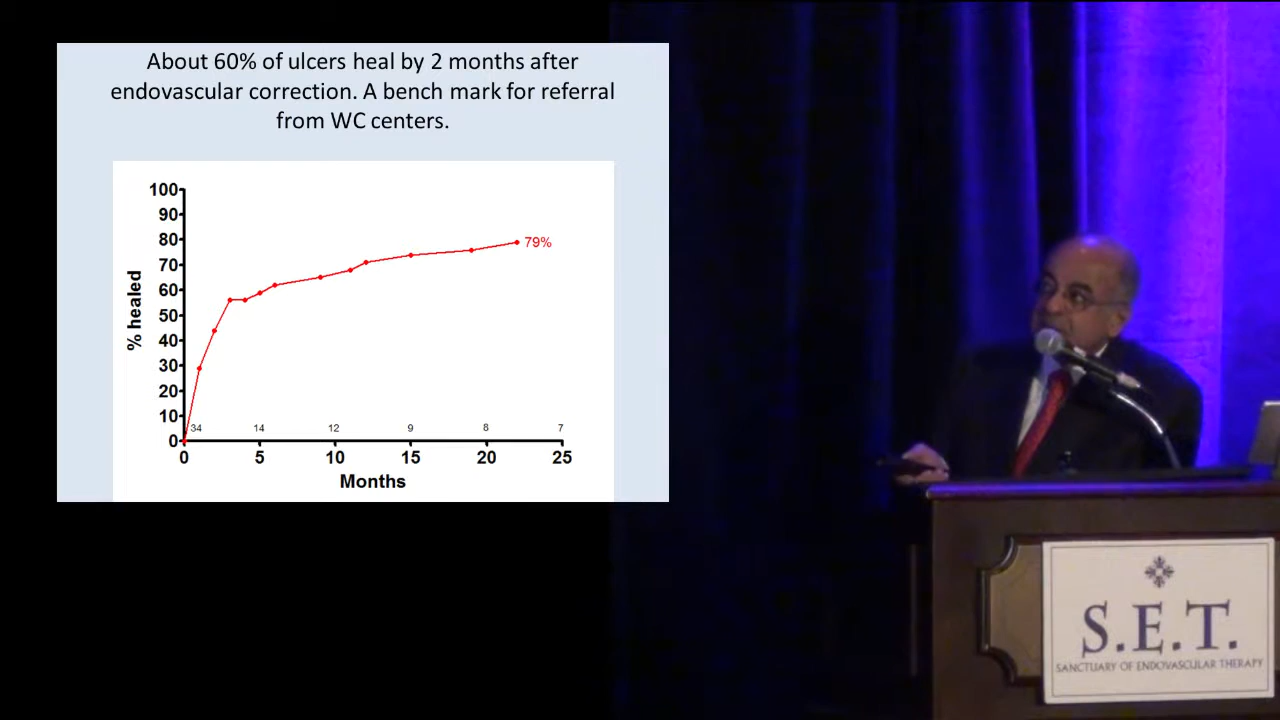 About 60% of ulcers heal by 2 months after
endovascular correction. A bench mark for referral
from WC centers.
100
90
80
70
60
50
40
30
20
10
0
% healed
79%
34 14 12 9 8 7
0 5 10 15 20 25
Months
S.E.T.
SANCTUARY OF ENDOVASCULAR THERAPY